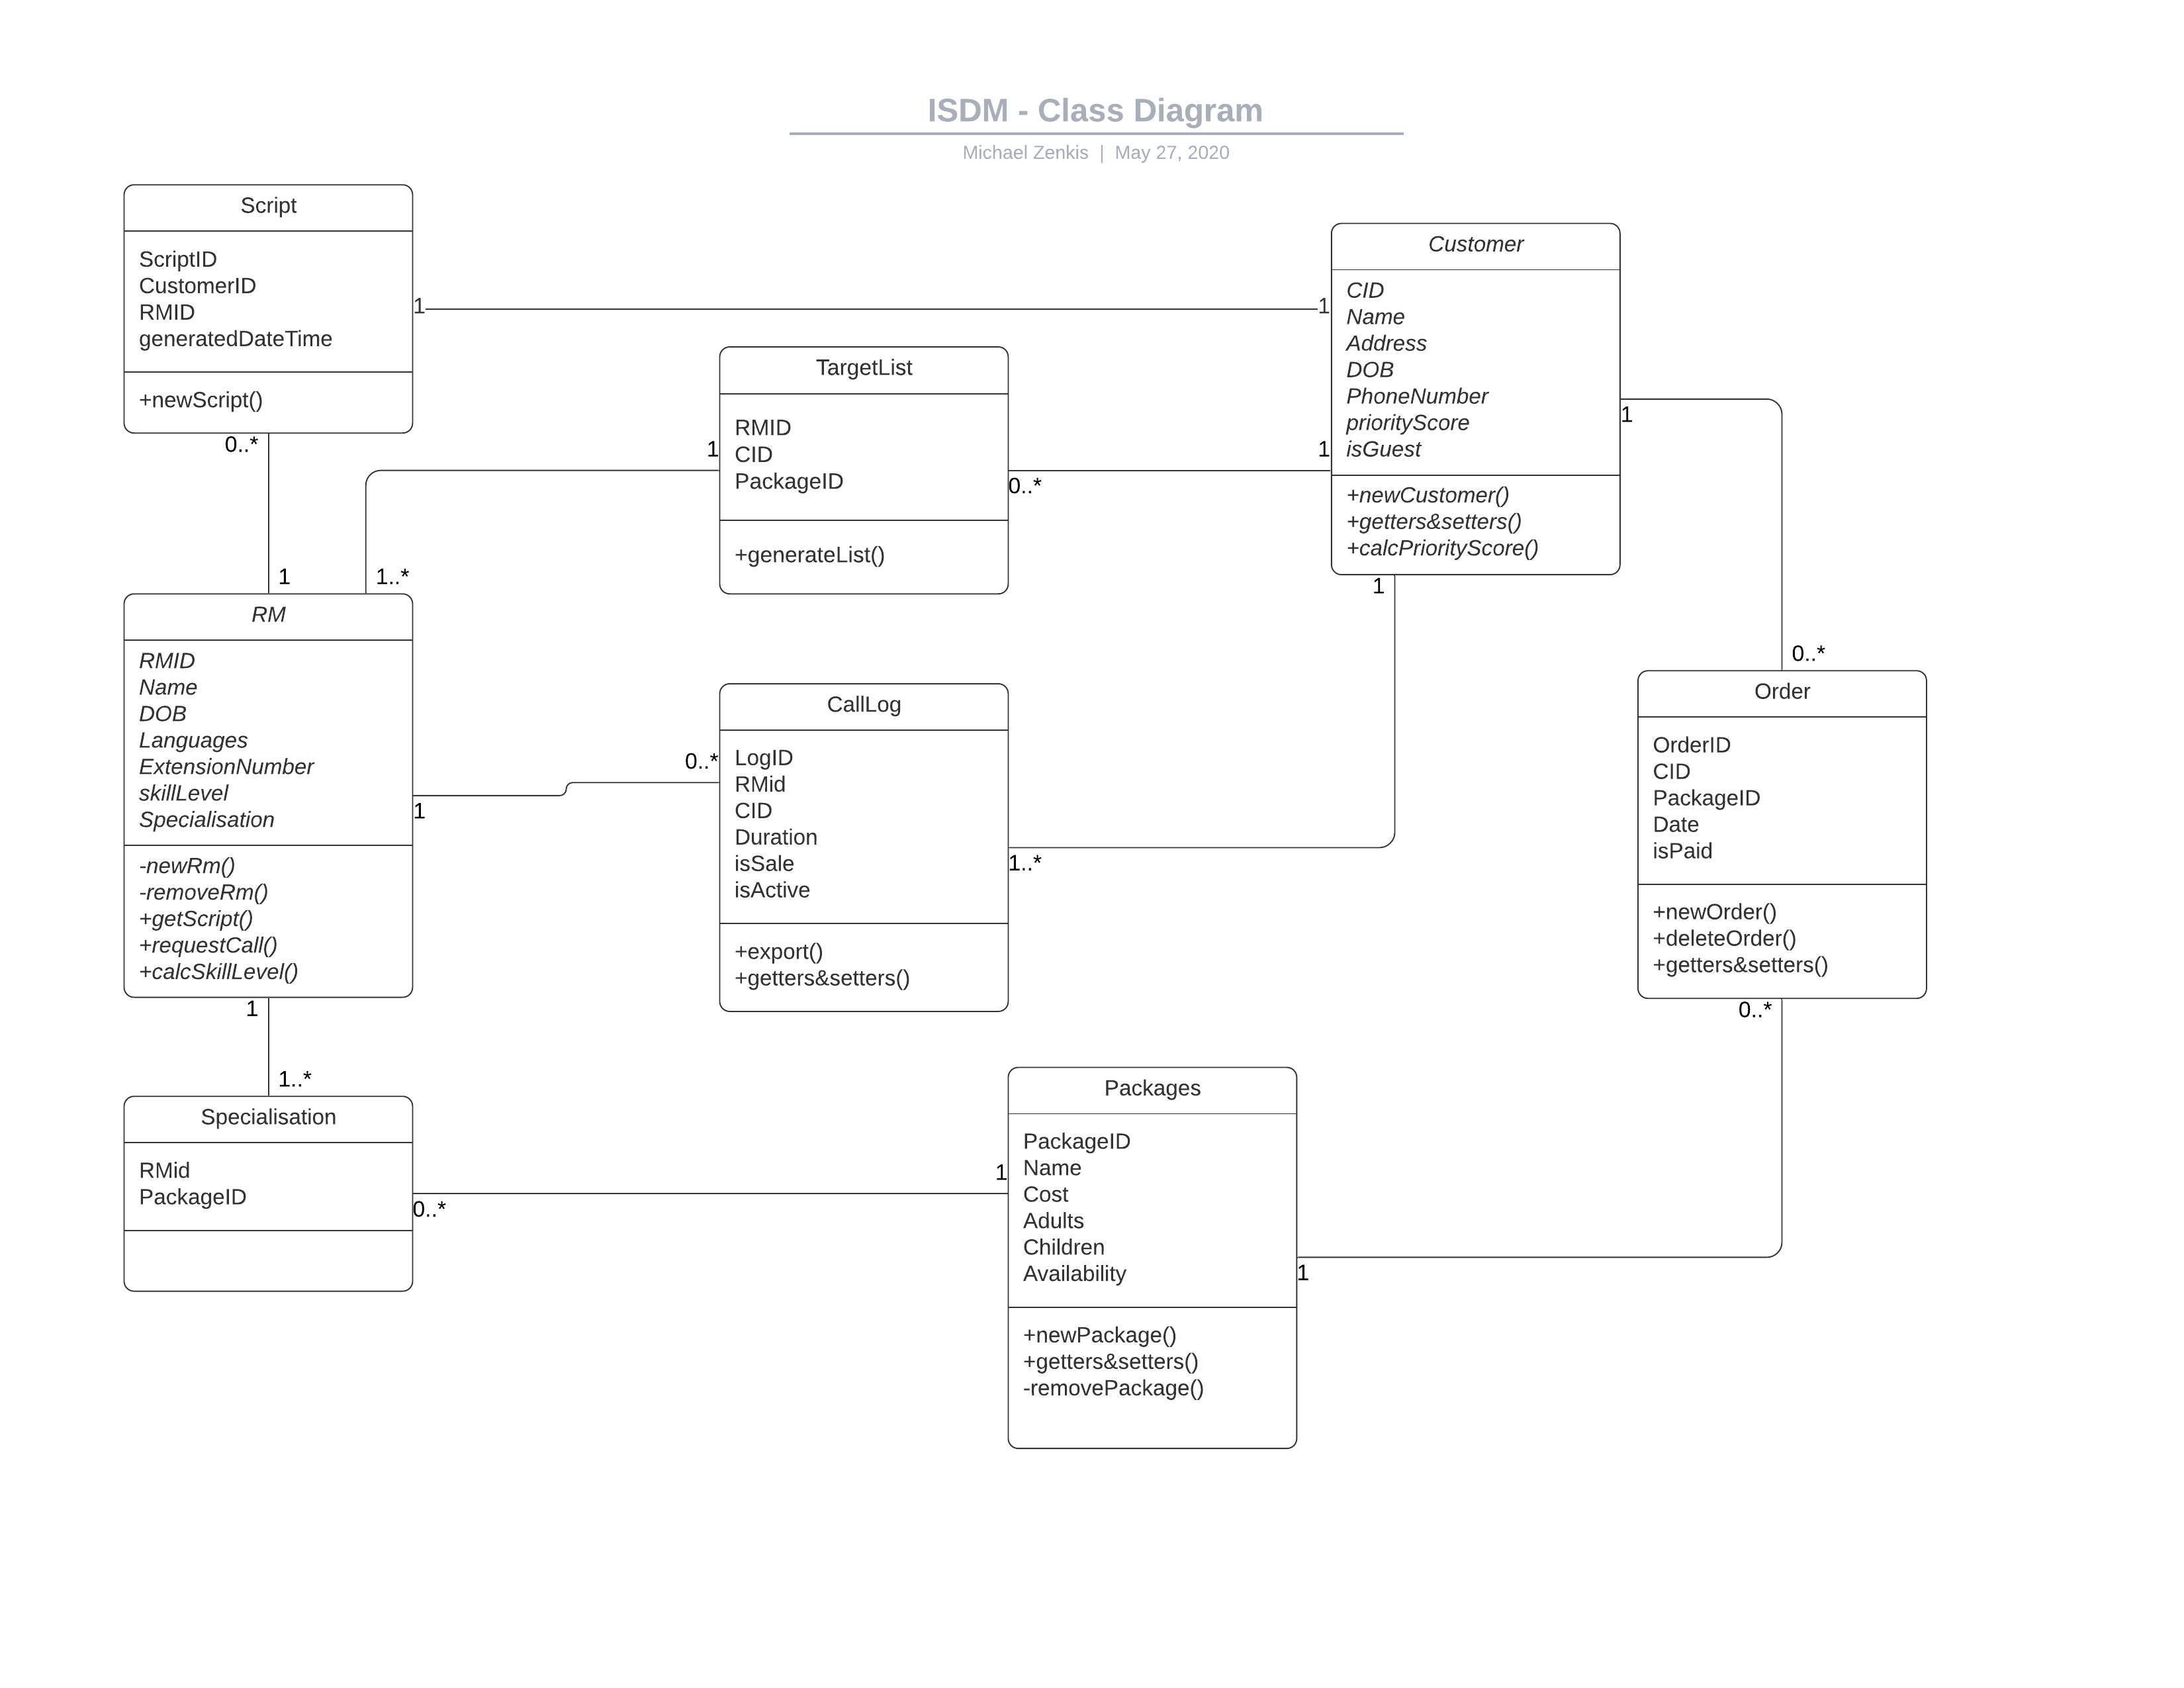 ISDM - Class Diagram
Michael Zenkis | May 27, 2020
Script
ScriptID
CustomerID
RMID
generatedDateTime
+newScript()
0..*
1
1
1
Customer
CID
Name
Address
DOB
PhoneNumber
priorityScore
isGuest
+newCustomer()
+getters&setters()
+calcPriorityScore()
1
1
1
TargetList
RMID
CID
PackageID
+generateList()
1
0..*
1
1..*
RM
RMID
Name
DOB
Languages
ExtensionNumber
skillLevel
Specialisation
-newRm()
-removeRm()
+getScript()
+requestCall()
+calcSkillLevel()
1
1
CallLog
LogID
RMid
CID
Duration
isSale
isActive
+export()
+getters&setters()
0..*
1..*
0..*
Order
OrderID
CID
PackageID
Date
isPaid
+newOrder()
+deleteOrder()
+getters&setters()
0..*
1..*
Specialisation
RMid
PackageID
0..*
1
Packages
PackageID
Name
Cost
Adults
Children
Availability
+newPackage()
+getters&setters()
-removePackage()
1